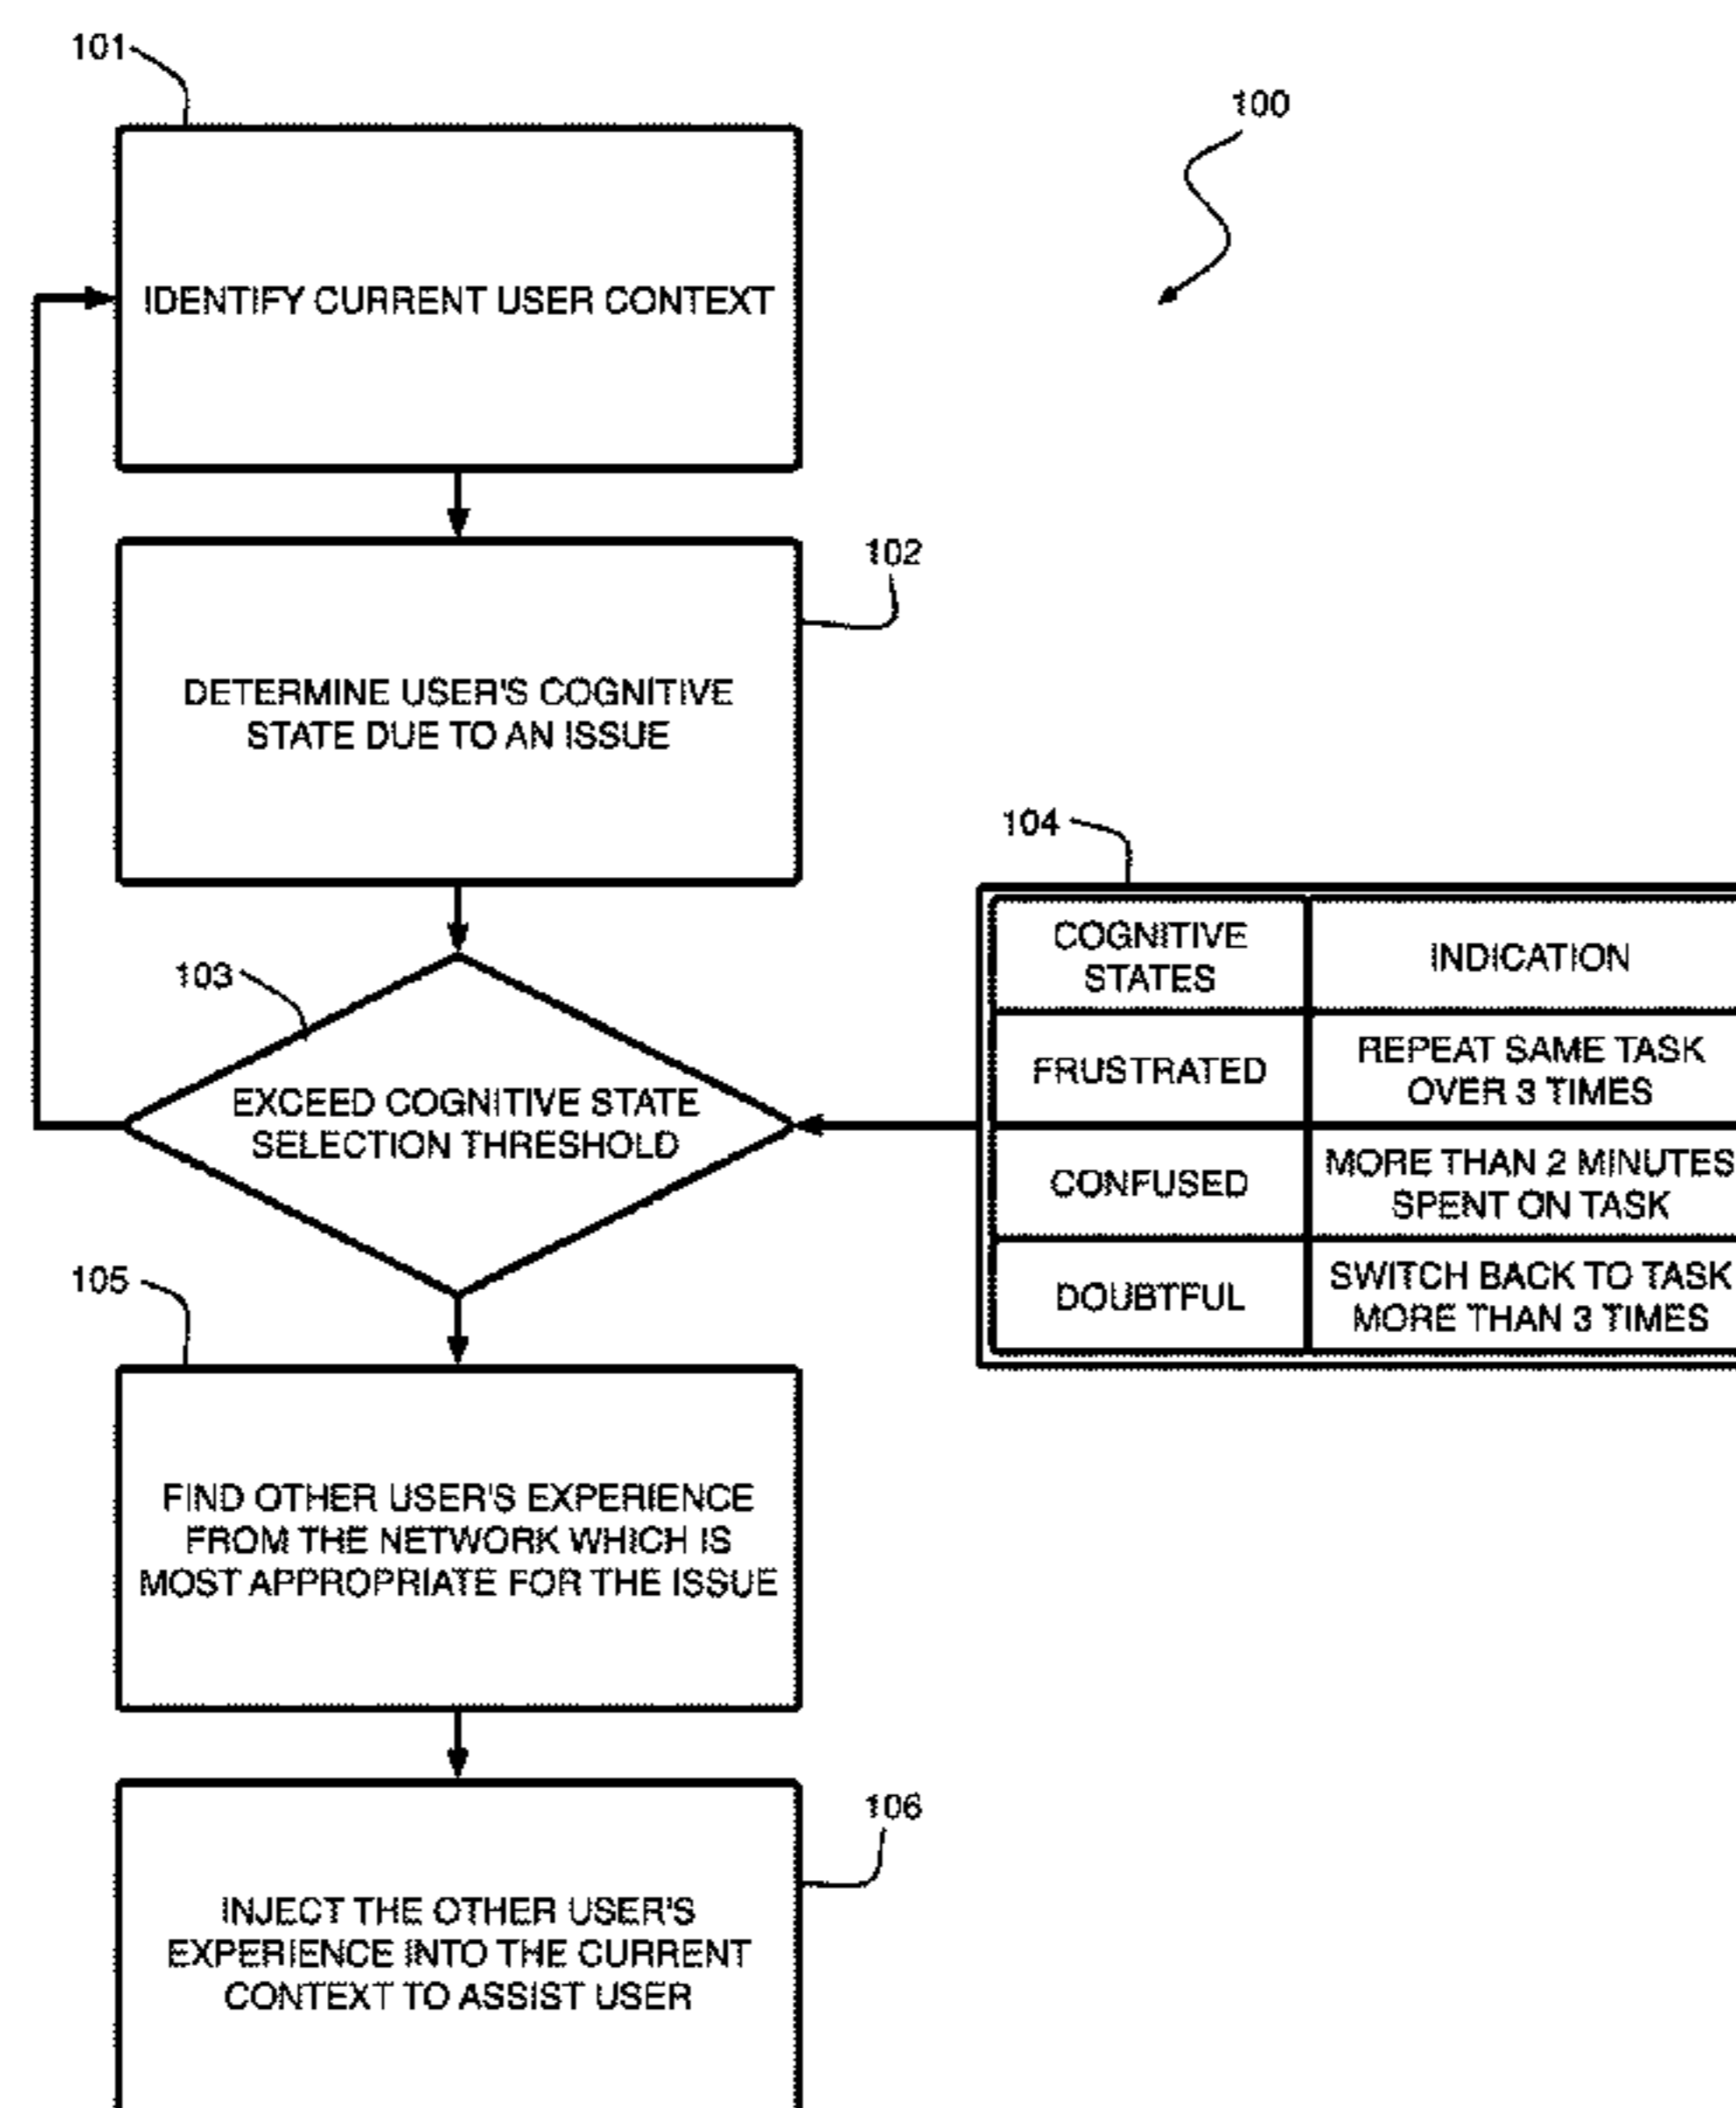 101
100
IDENTIFY CURRENT USER CONTEXT
102
DETERMINE USER'S COGNITIVE
STATE DUE TO AN ISSUE
104
103
EXCEED COGNITIVE STATE
SELECTION THRESHOLD
COGNITIVE
STATES
INDICATION
FRUSTRATED
REPEAT SAME TASK
OVER 3 TIMES
CONFUSED
MORE THAN 2 MINUTES
SPENT ON TASK
DOUBTFUL
SWITCH BACK TO TASK
MORE THAN 3 TIMES
105
FIND OTHER USER'S EXPERIENCE
FROM THE NETWORK WHICH IS
MOST APPROPRIATE FOR THE ISSUE
106
INJECT THE OTHER USER'S
EXPERIENCE INTO THE CURRENT
CONTEXT TO ASSIST USER